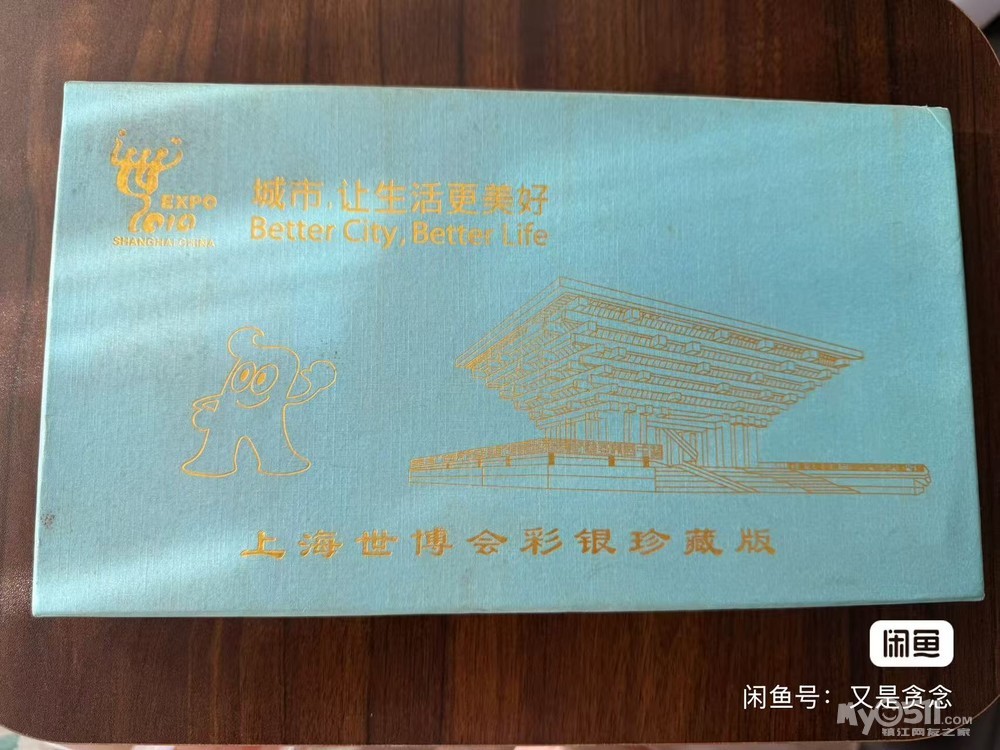 EXPO
2010
SHANGHAI CHINA
城市,让生活更美好
Better City, Better Life
上海世博会彩银珍藏版
闲鱼
闲鱼号：又是贪念
My0511.COM
镇江网友之家